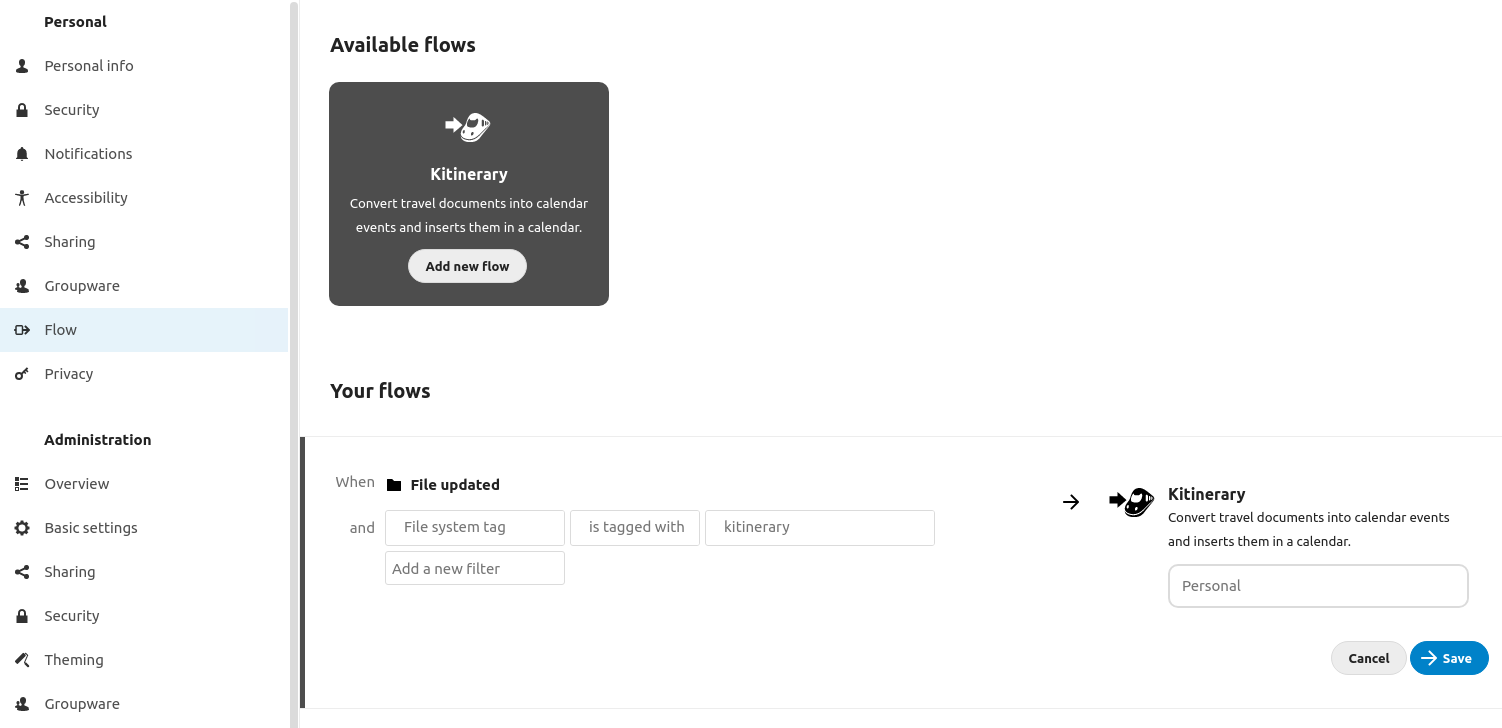 Personal
Personal info
Security
Notifications
Accessibility
Sharing
Groupware
Flow
Privacy
Administration
Overview
Basic settings
Sharing
Security
Theming
Groupware
Available flows
Kitinerary
Convert travel documents into calendar
events and inserts them in a calendar.
Add new flow
Your flows
When File updated
and File system tag is tagged with kitinerary
Add a new filter
Kitinerary
Convert travel documents into calendar events
and inserts them in a calendar.
Personal
Cancel Save